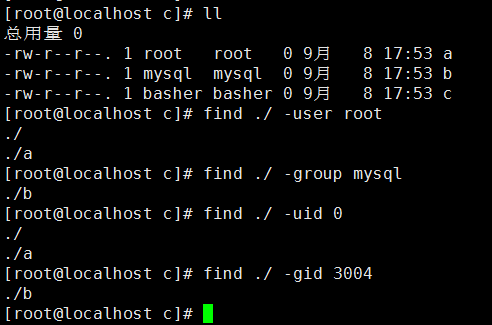 [root@localhost c]# ll
总用量 0
-rw-r--r--. 1 root   root   0 9月   8 17:53 a
-rw-r--r--. 1 mysql  mysql  0 9月   8 17:53 b
-rw-r--r--. 1 basher basher 0 9月   8 17:53 c
[root@localhost c]# find ./ -user root
./
./a
[root@localhost c]# find ./ -group mysql
./b
[root@localhost c]# find ./ -uid 0
./
./a
[root@localhost c]# find ./ -gid 3004
./b
[root@localhost c]#